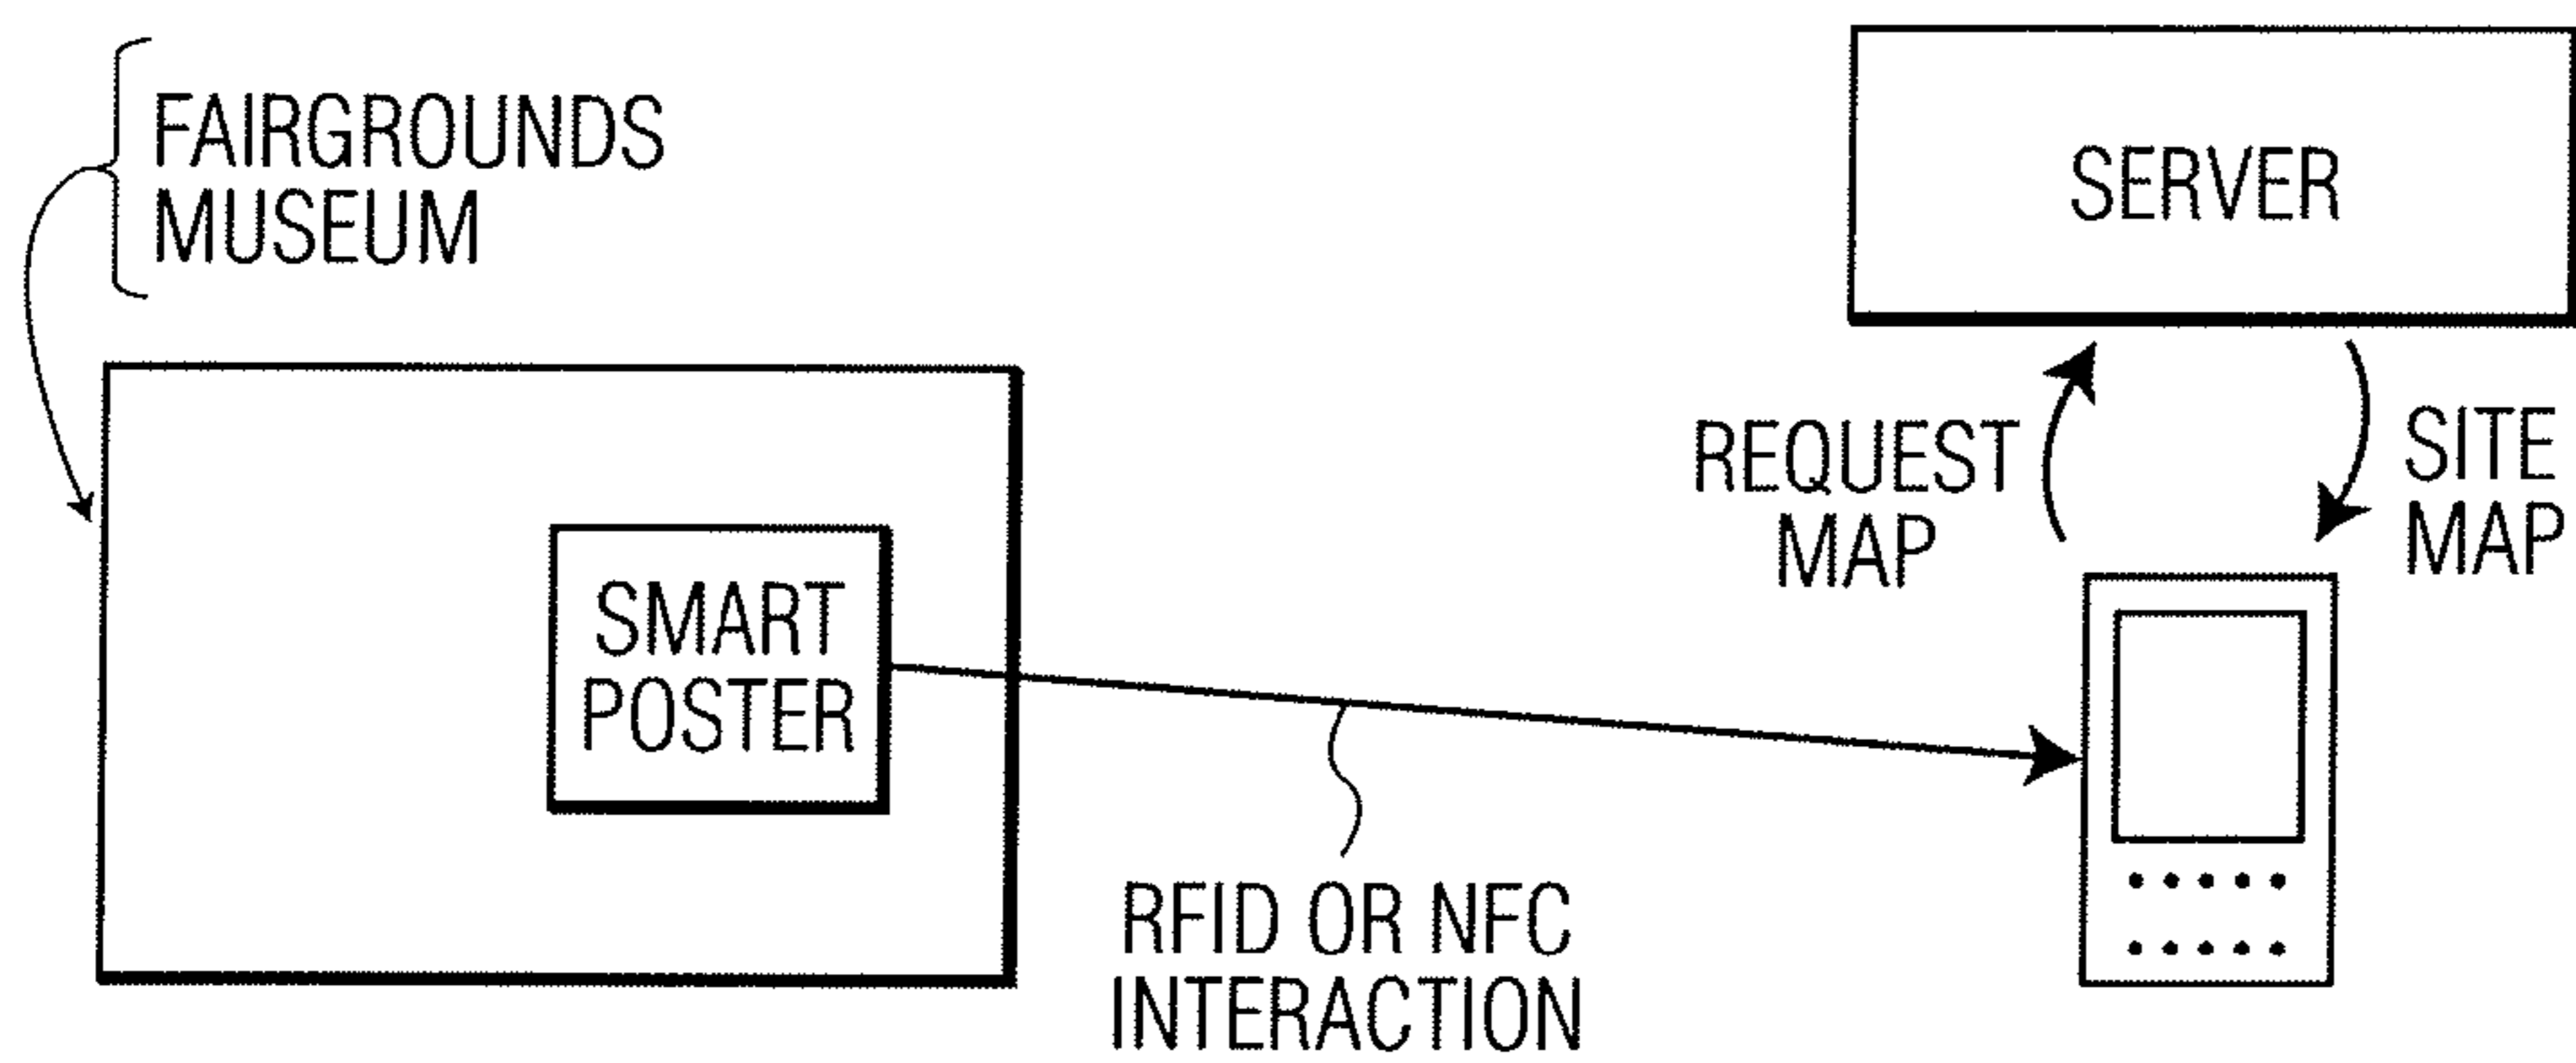 FAIRGROUNDS
MUSEUM
SERVER
REQUEST
MAP
SITE
MAP
SMART
POSTER
RFID OR NFC
INTERACTION